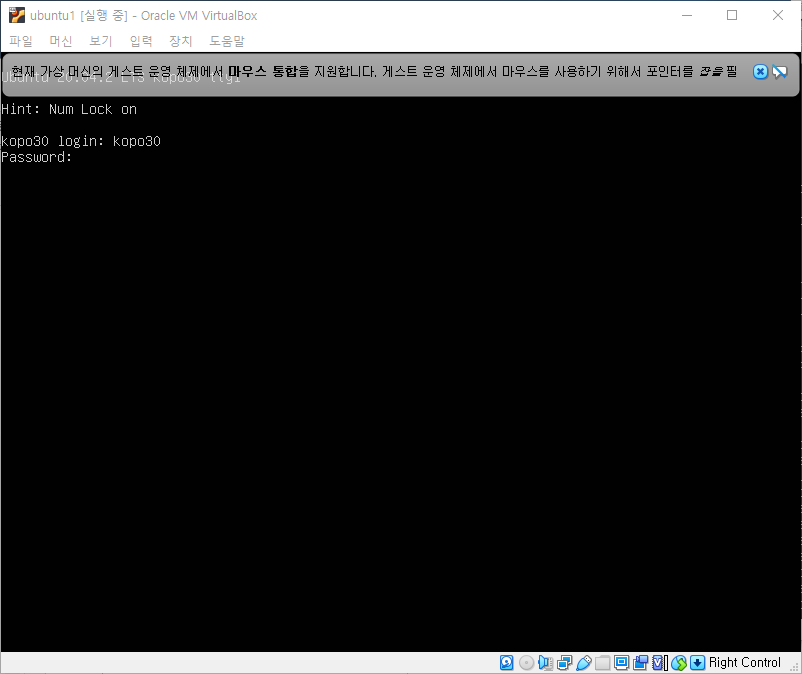 ubuntu1 [실행 중] - Oracle VM VirtualBox
파일 머신 보기 입력 장치 도움말
현재 가상 머신의 게스트 운영 체제에서 마우스 통합을 지원합니다. 게스트 운영 체제에서 마우스를 사용하기 위해서 포인터를 잡을 필
Ubuntu 20.04.2 LTS kopo30 tty1
Hint: Num Lock on
kopo30 login: kopo30
Password:
Right Control